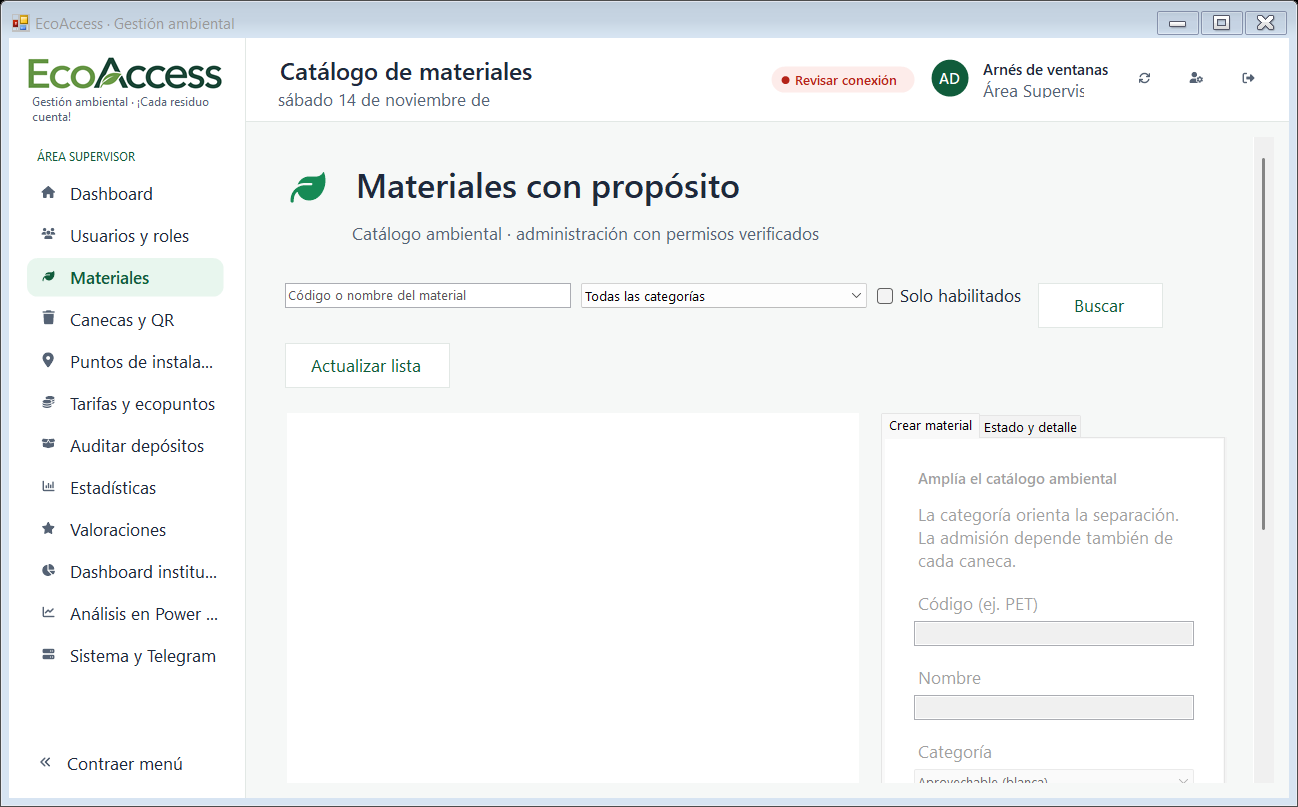 EcoAccess · Gestión ambiental
EcoAccess
Gestión ambiental · ¡Cada residuo
cuenta!
ÁREA SUPERVISOR
Dashboard
Usuarios y roles
Materiales
Canecas y QR
Puntos de instala...
Tarifas y ecopuntos
Auditar depósitos
Estadísticas
Valoraciones
Dashboard institu...
Análisis en Power ...
Sistema y Telegram
Contraer menú
Catálogo de materiales
sábado 14 de noviembre de
Revisar conexión
AD
Arnés de ventanas
Área Supervis
Materiales con propósito
Catálogo ambiental · administración con permisos verificados
Código o nombre del material
Todas las categorías
Solo habilitados
Buscar
Actualizar lista
Crear material
Estado y detalle
Amplía el catálogo ambiental
La categoría orienta la separación.
La admisión depende también de
cada caneca.
Código (ej. PET)
Nombre
Categoría
Aprovechable (blanca)